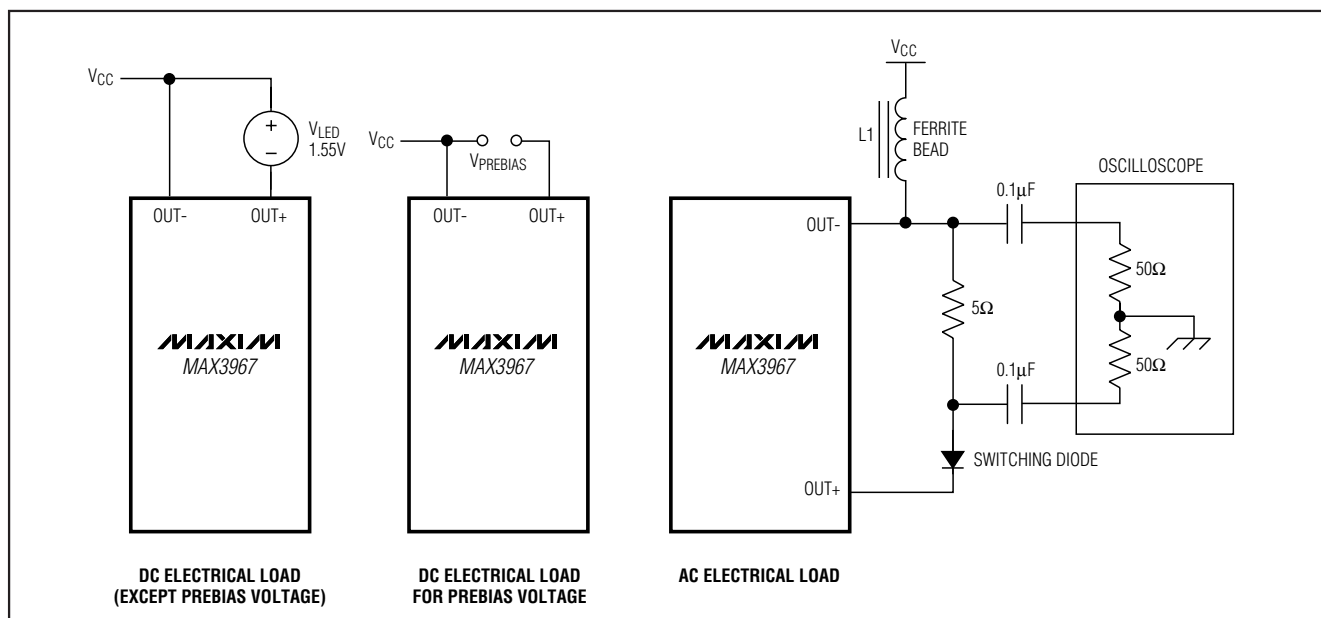 VCC
+
−
VLED
1.55V
OUT-
OUT+
MAXIM
MAX3967
DC ELECTRICAL LOAD
(EXCEPT PREBIAS VOLTAGE)
VCC
VPREBIAS
OUT-
OUT+
MAXIM
MAX3967
DC ELECTRICAL LOAD
FOR PREBIAS VOLTAGE
VCC
L1
FERRITE
BEAD
OUT-
OUT+
MAXIM
MAX3967
5Ω
0.1µF
0.1µF
SWITCHING DIODE
OSCILLOSCOPE
50Ω
50Ω
AC ELECTRICAL LOAD